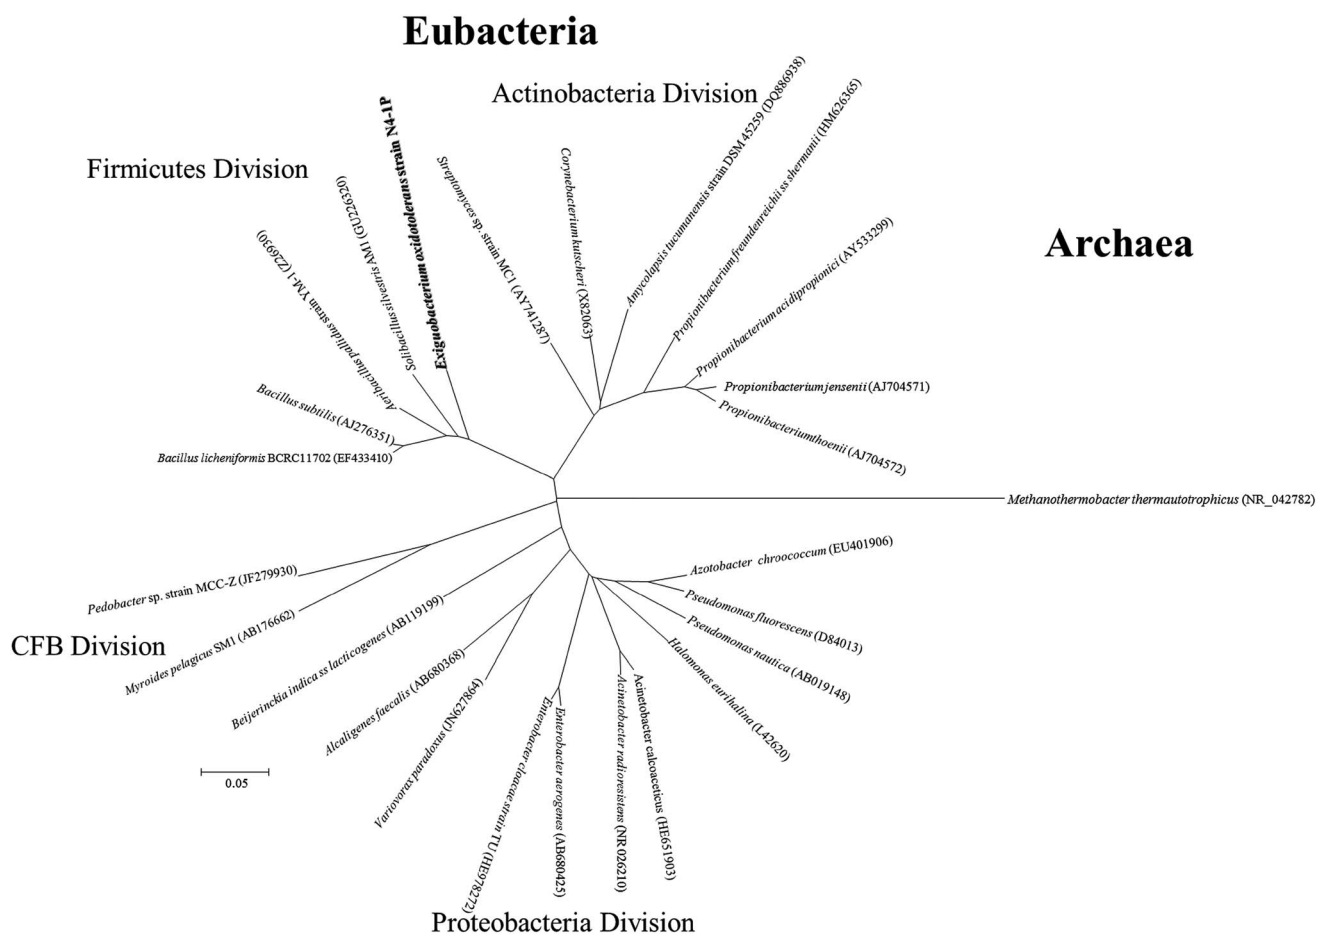 Eubacteria
Actinobacteria Division
Firmicutes Division
Archaea
Exiguobacterium oxidotolerans strain N4-1P
Solibacillus silvestris AM1 (GU226320)
Aeribacillus pallidus strain YM-1 (Z26930)
Bacillus subtilis (AJ276351)
Bacillus licheniformis BCRC11702 (EF433410)
Streptomyces sp. strain MC1 (AY741287)
Corynebacterium kutscheri (X82063)
Amycolapsis tucumanensis strain DSM 45259 (DQ886938)
Propionibacterium freundenreichii ss shermanii (HM626365)
Propionibacterium acidipropionici (AY533299)
Propionibacterium jensenii (AJ704571)
Propionibacterium thoenii (AJ704572)
Methanothermobacter thermautotrophicus (NR_042782)
Azotobacter chroococcum (EU401906)
Pseudomonas fluorescens (D84013)
Pseudomonas nautica (AB019148)
Halomonas eurihalina (L42620)
Acinetobacter calcoaceticus (HE651903)
Acinetobacter radioresistens (NR 026210)
Enterobacter aerogenes (AB680425)
Enterobacter cloacae strain TU (HE978272)
Variovorax paradoxus (JN627864)
Alcaligenes faecalis (AB680368)
Beijerinckia indica ss lacticogenes (AB119199)
Myroides pelagicus SM1 (AB176662)
Pedobacter sp. strain MCC-Z (JF279930)
CFB Division
0.05
Proteobacteria Division